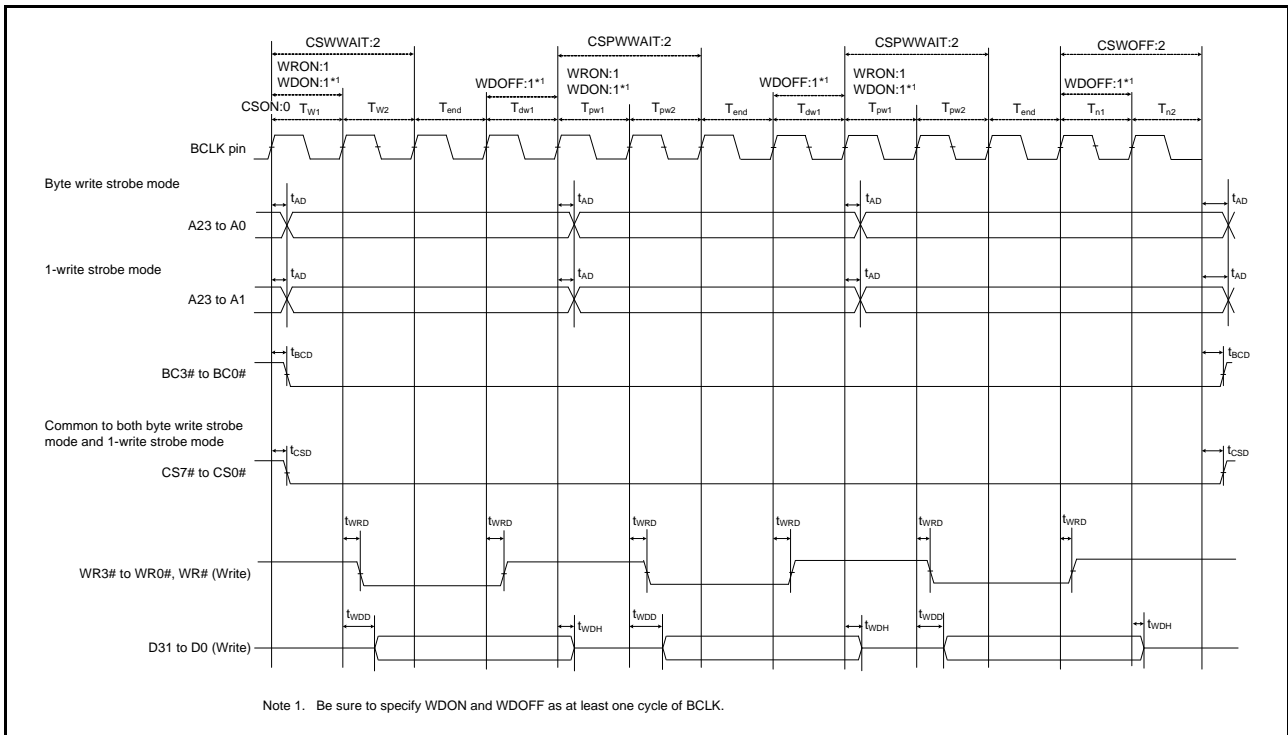 CSWWAIT:2 CSPWWAIT:2 CSPWWAIT:2 CSWOFF:2
WRON:1 WRON:1 WRON:1
WDON:1*1 WDOFF:1*1 WDON:1*1 WDOFF:1*1 WDON:1*1 WDOFF:1*1
CSON:0 TW1 TW2 Tend Tdw1 Tpw1 Tpw2 Tend Tdw1 Tpw1 Tpw2 Tend Tn1 Tn2
BCLK pin
Byte write strobe mode
tAD tAD tAD tAD
A23 to A0
1-write strobe mode
tAD tAD tAD tAD
A23 to A1
tBCD tBCD
BC3# to BC0#
Common to both byte write strobe
mode and 1-write strobe mode
tCSD tCSD
CS7# to CS0#
tWRD tWRD tWRD tWRD tWRD tWRD
WR3# to WR0#, WR# (Write)
tWDD tWDH tWDD tWDH tWDD tWDH
D31 to D0 (Write)
Note 1. Be sure to specify WDON and WDOFF as at least one cycle of BCLK.